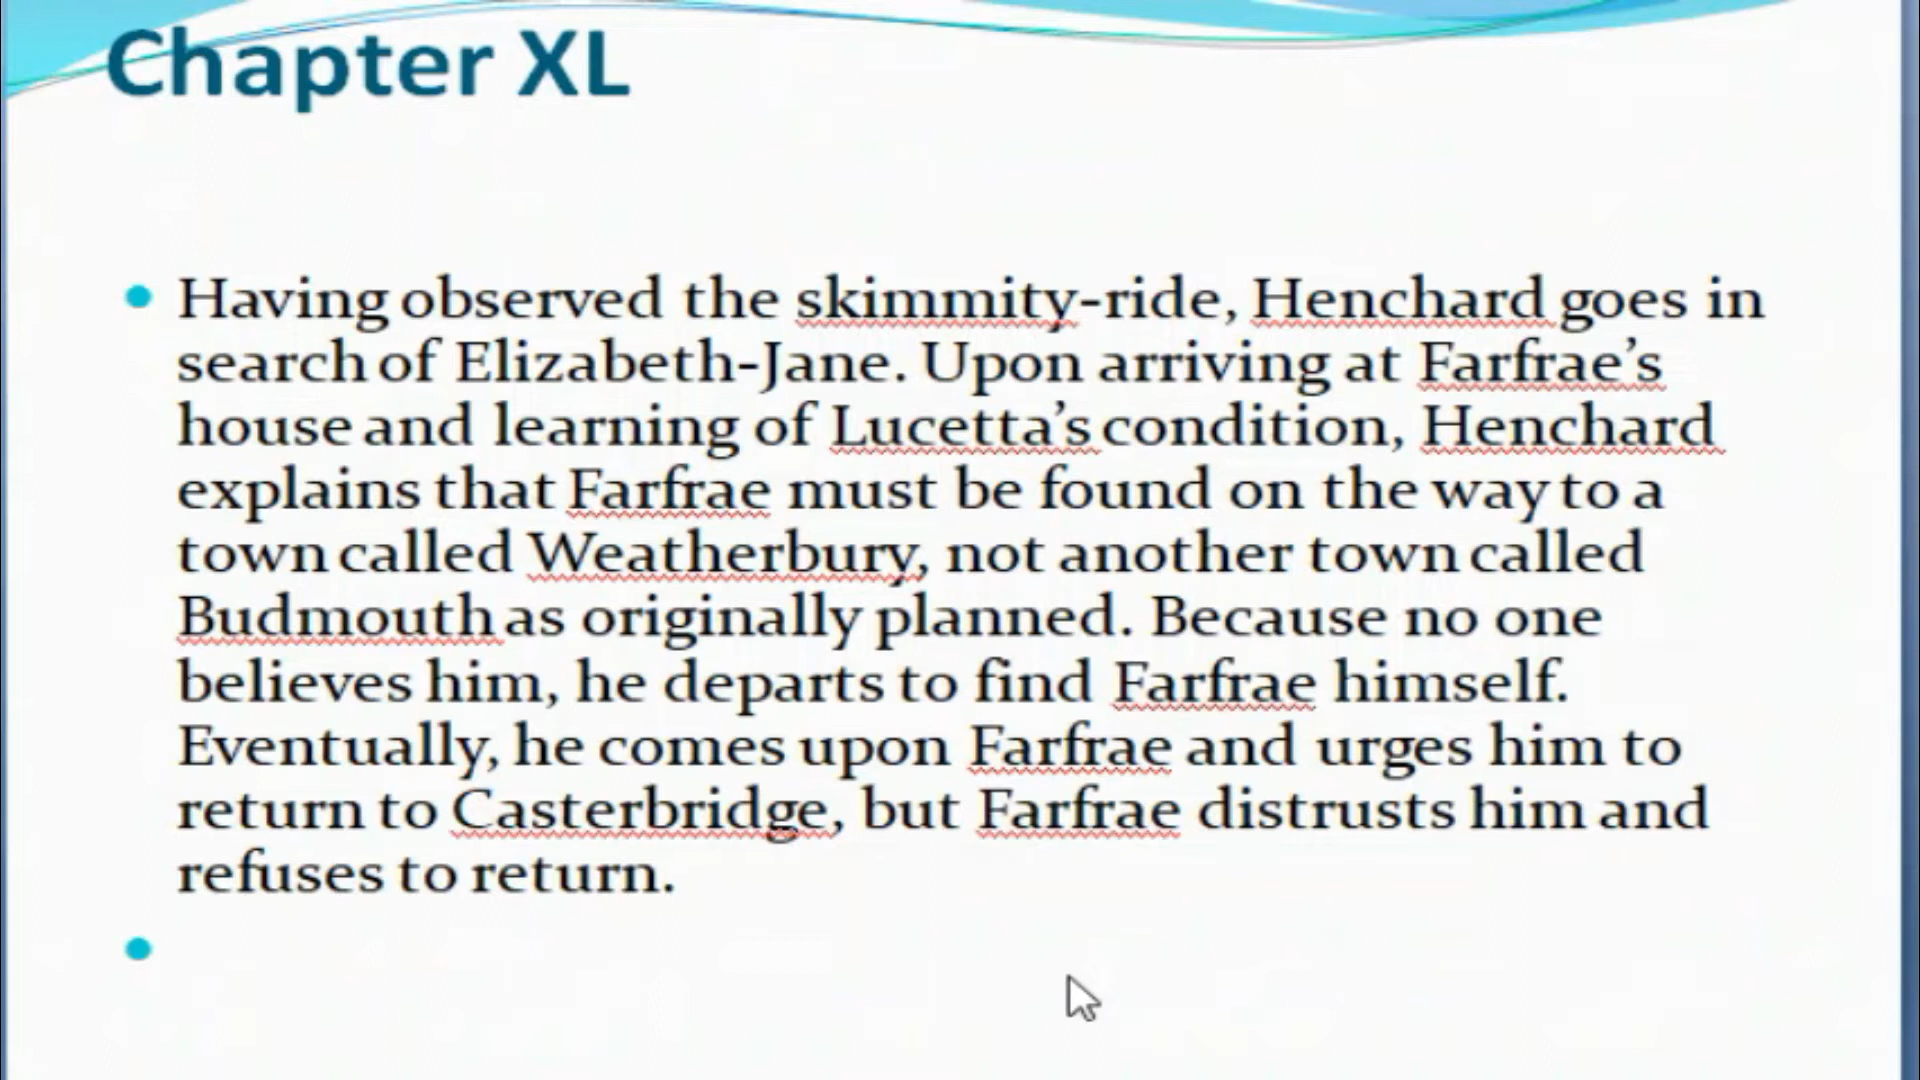 Chapter XL
Having observed the skimmity-ride, Henchard goes in
search of Elizabeth-Jane. Upon arriving at Farfrae’s
house and learning of Lucetta’s condition, Henchard
explains that Farfrae must be found on the way to a
town called Weatherbury, not another town called
Budmouth as originally planned. Because no one
believes him, he departs to find Farfrae himself.
Eventually, he comes upon Farfrae and urges him to
return to Casterbridge, but Farfrae distrusts him and
refuses to return.